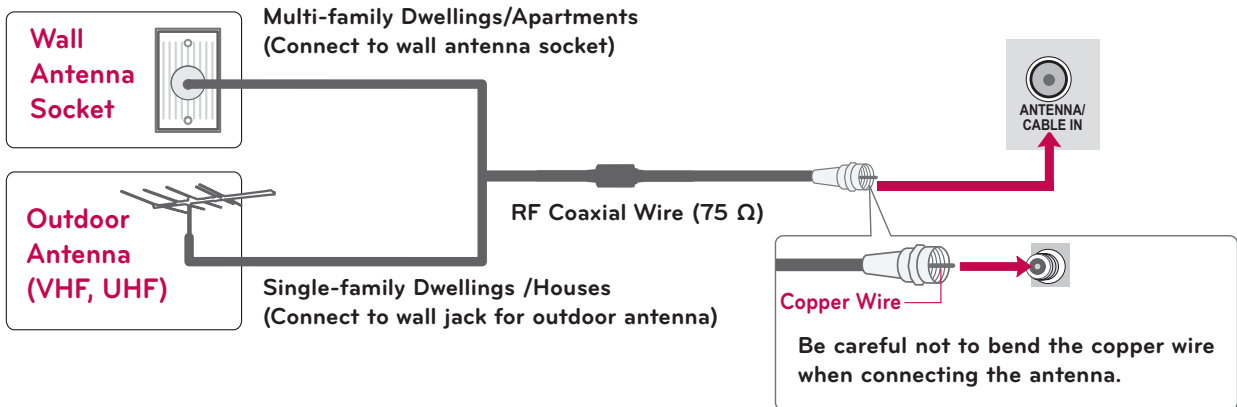 Wall
Antenna
Socket
Multi-family Dwellings/Apartments
(Connect to wall antenna socket)
Outdoor
Antenna
(VHF, UHF)
Single-family Dwellings /Houses
(Connect to wall jack for outdoor antenna)
RF Coaxial Wire (75 Ω)
ANTENNA/
CABLE IN
Copper Wire
Be careful not to bend the copper wire
when connecting the antenna.